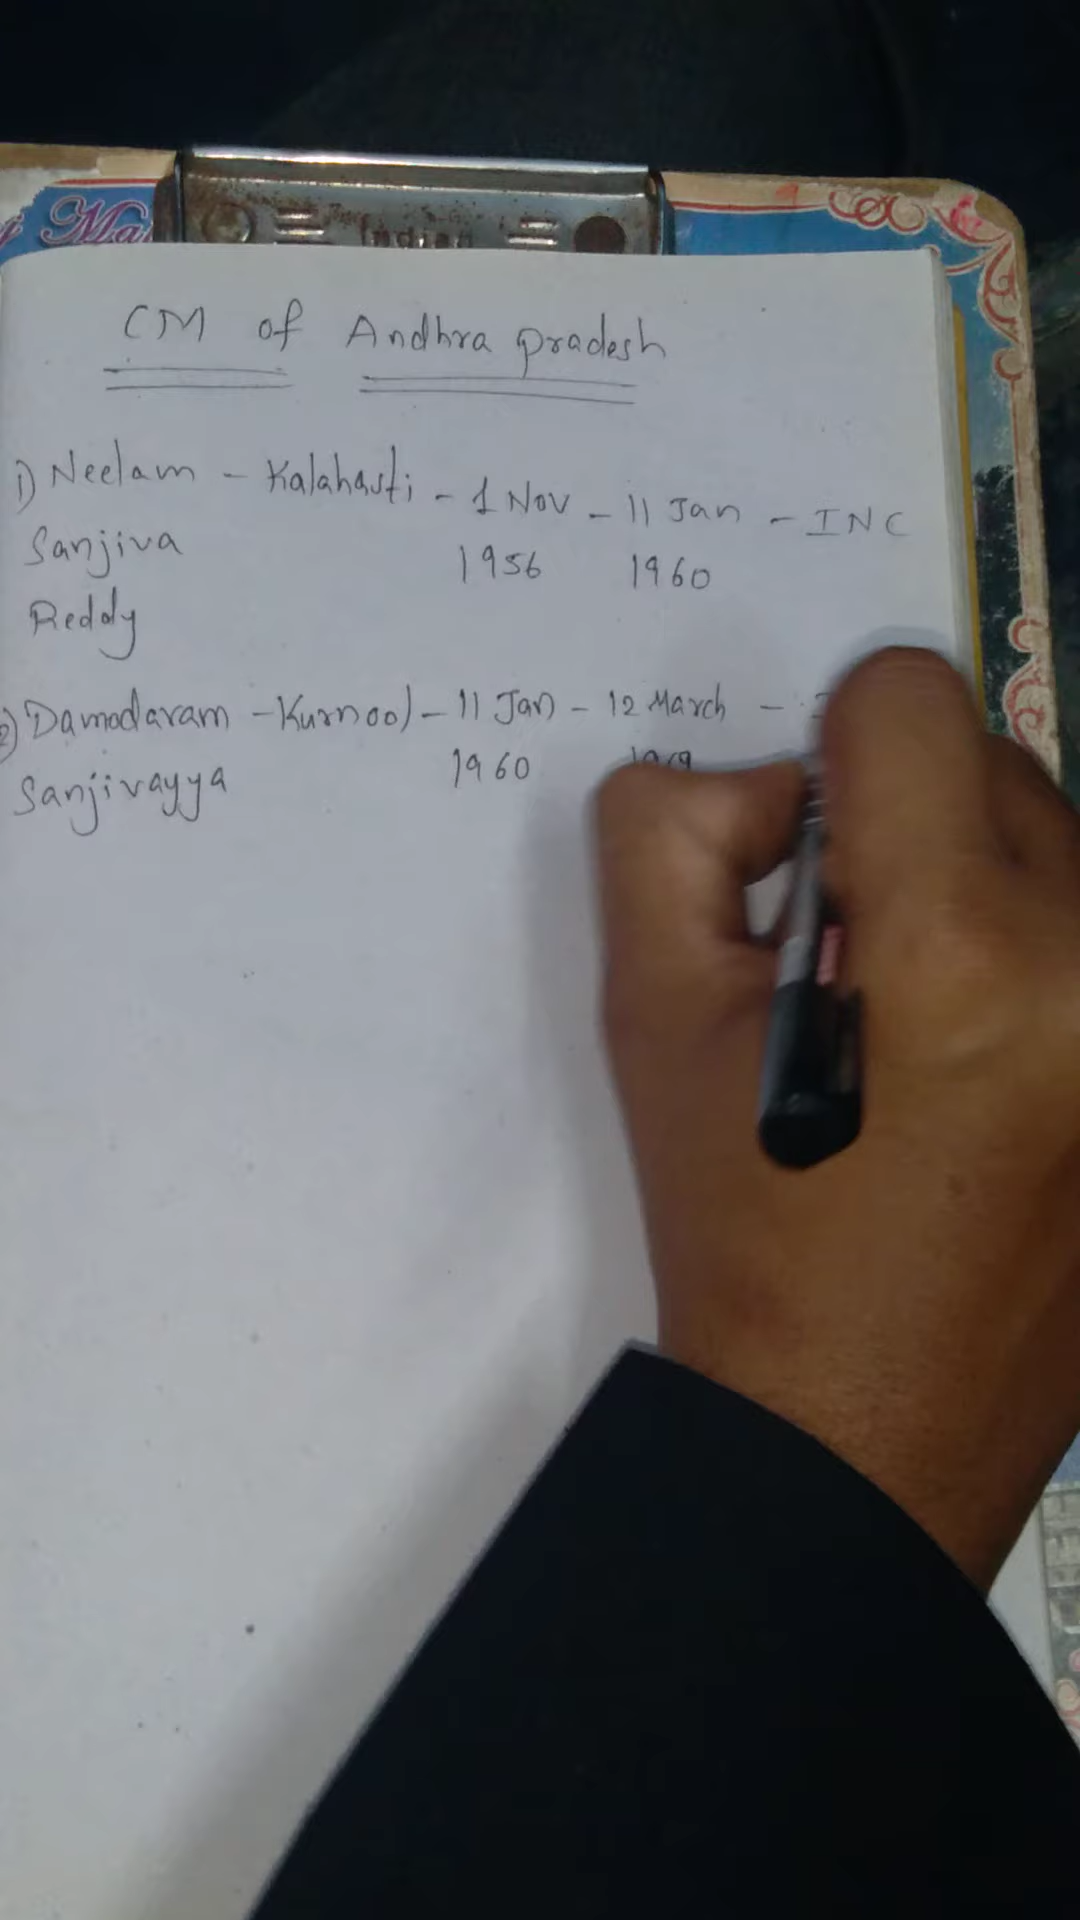 Indian
CM of Andhra pradesh
1) Neelam - Kalahasti - 1 Nov - 11 Jan - INC
Sanjiva 1956 1960
Reddy
2) Damodaram - Kurnool - 11 Jan - 12 March -
Sanjivayya 1960